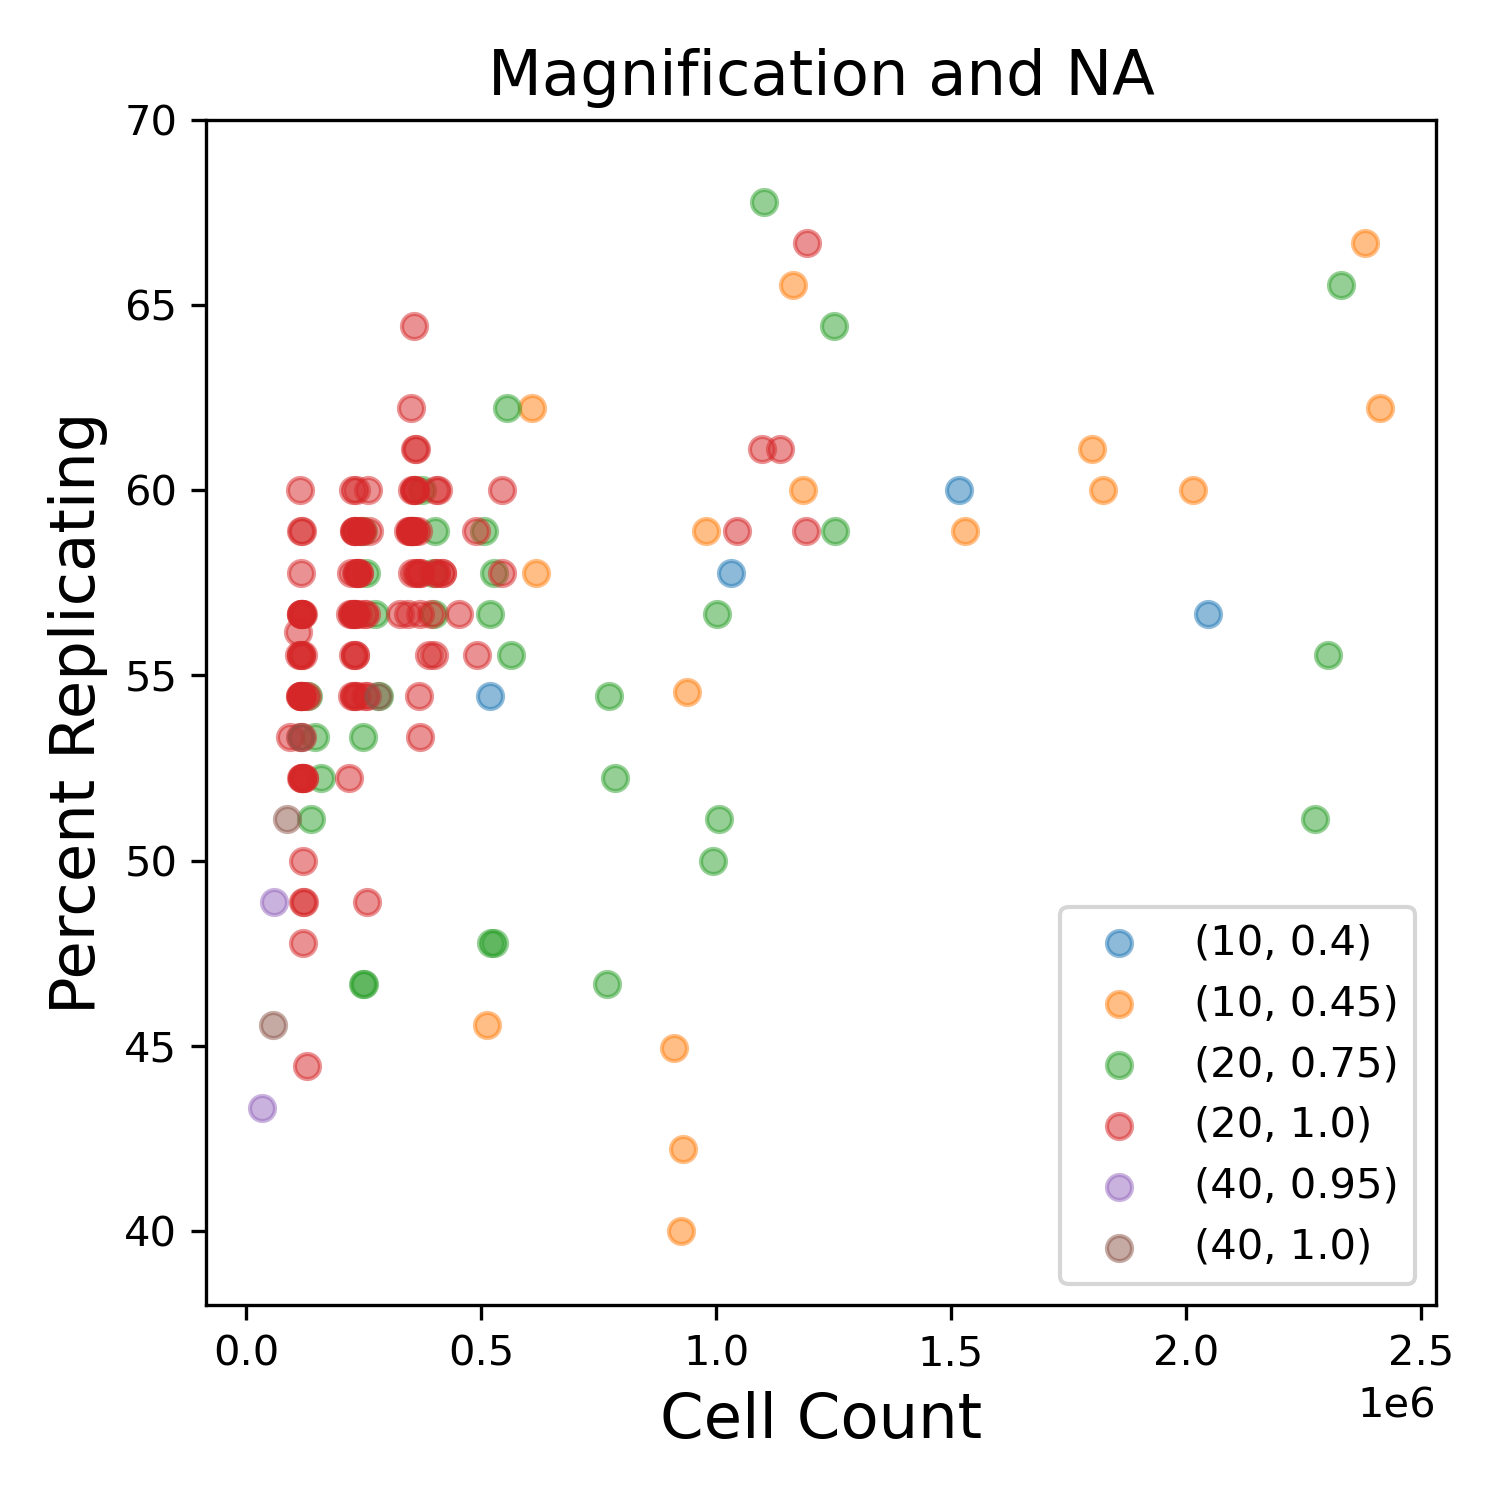 Magnification and NA
70
65
60
55
50
45
40
Percent Replicating
(10, 0.4)
(10, 0.45)
(20, 0.75)
(20, 1.0)
(40, 0.95)
(40, 1.0)
0.0 0.5 1.0 1.5 2.0 2.5
1e6
Cell Count